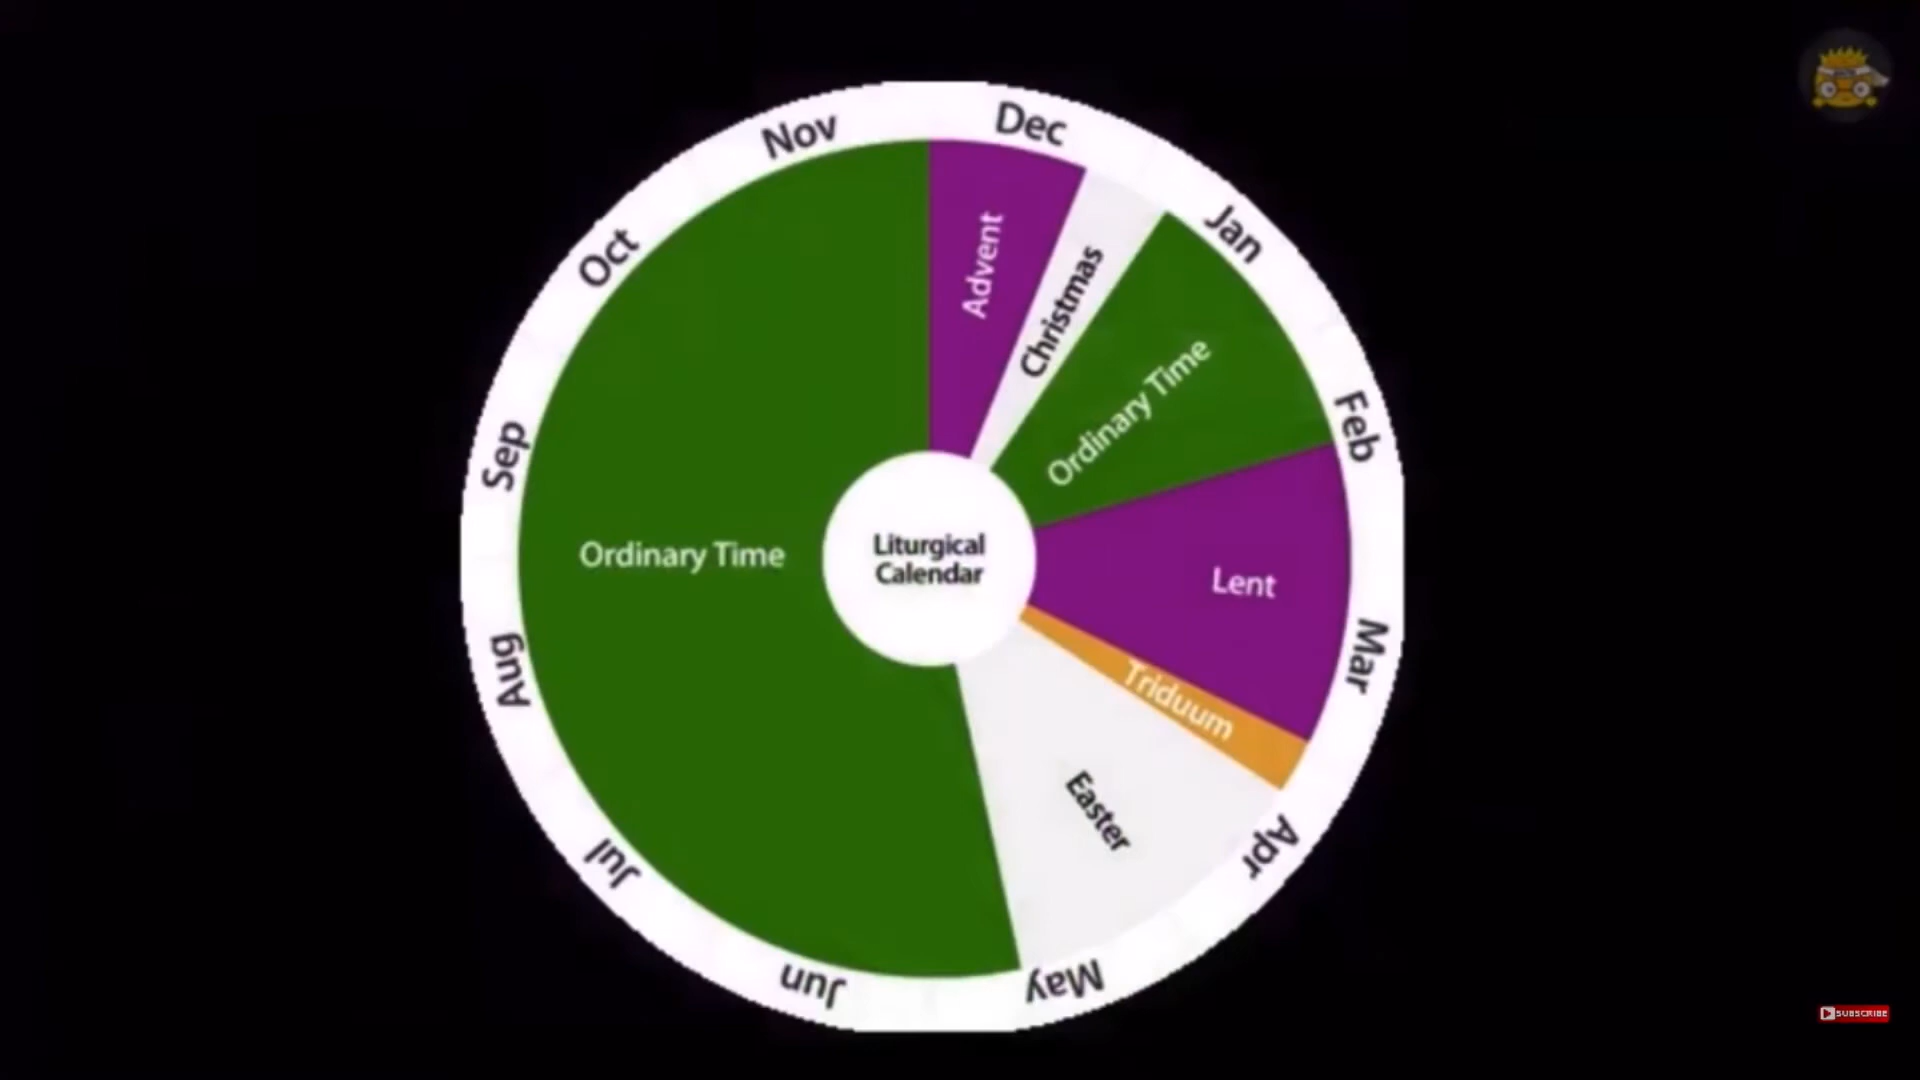 Dec
Jan
Feb
Mar
Apr
May
Jun
Jul
Aug
Sep
Oct
Nov
Advent
Christmas
Ordinary Time
Lent
Triduum
Easter
Ordinary Time
Liturgical
Calendar
SUBSCRIBE